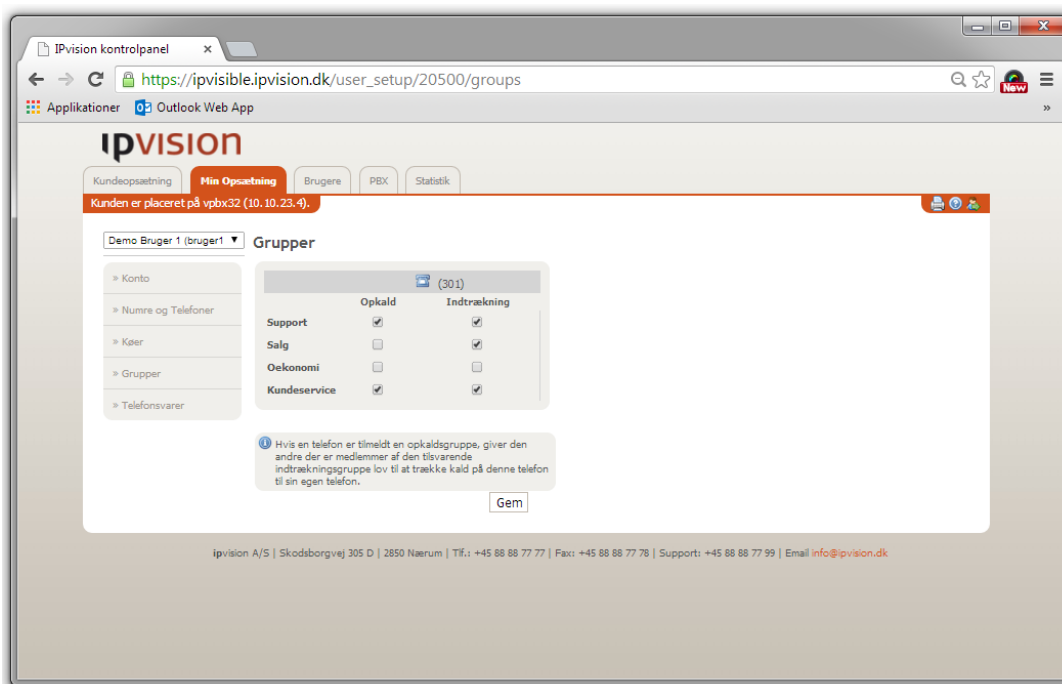 IPvision kontrolpanel
https://ipvisible.ipvision.dk/user_setup/20500/groups
New
Applikationer Outlook Web App »
ipvision
Kundeopsætning Min Opsætning Brugere PBX Statistik
Kunden er placeret på vpbx32 (10.10.23.4).
Demo Bruger 1 (bruger1 Grupper
» Konto
» Numre og Telefoner
» Køer
» Grupper
» Telefonsvarer
(301)
Opkald Indtrækning
Support
Salg
Oekonomi
Kundeservice
Hvis en telefon er tilmeldt en opkaldsgruppe, giver den
andre der er medlemmer af den tilsvarende
indtrækningsgruppe lov til at trække kald på denne telefon
til sin egen telefon.
Gem
ipvision A/S | Skodsborgvej 305 D | 2850 Nærum | Tlf.: +45 88 88 77 77 | Fax: +45 88 88 77 78 | Support: +45 88 88 77 99 | Email info@ipvision.dk